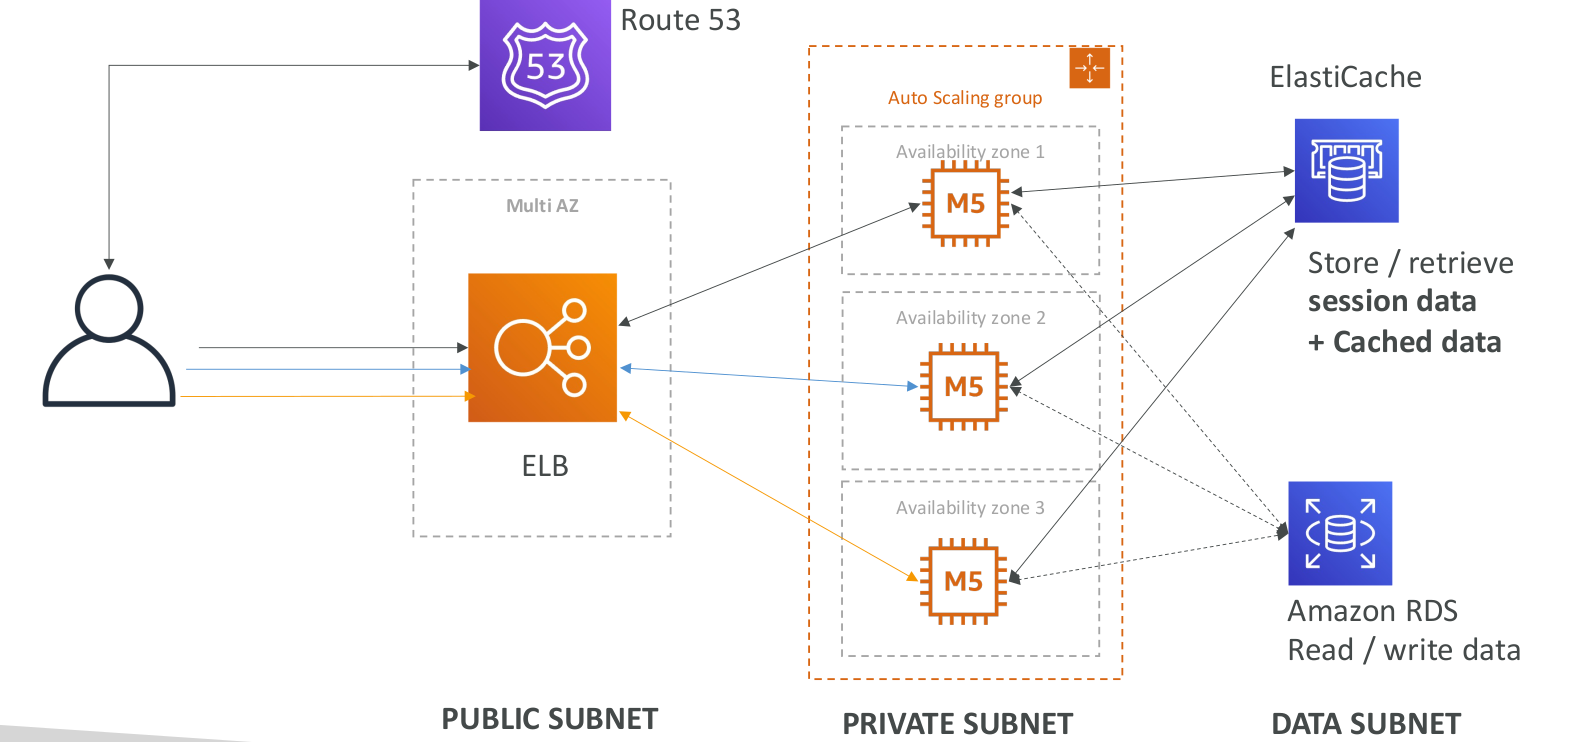 Route 53
53
ElastiCache
Auto Scaling group
Availability zone 1
M5
Multi AZ
Store / retrieve
session data
+ Cached data
Availability zone 2
M5
ELB
Availability zone 3
M5
Amazon RDS
Read / write data
PUBLIC SUBNET
PRIVATE SUBNET
DATA SUBNET